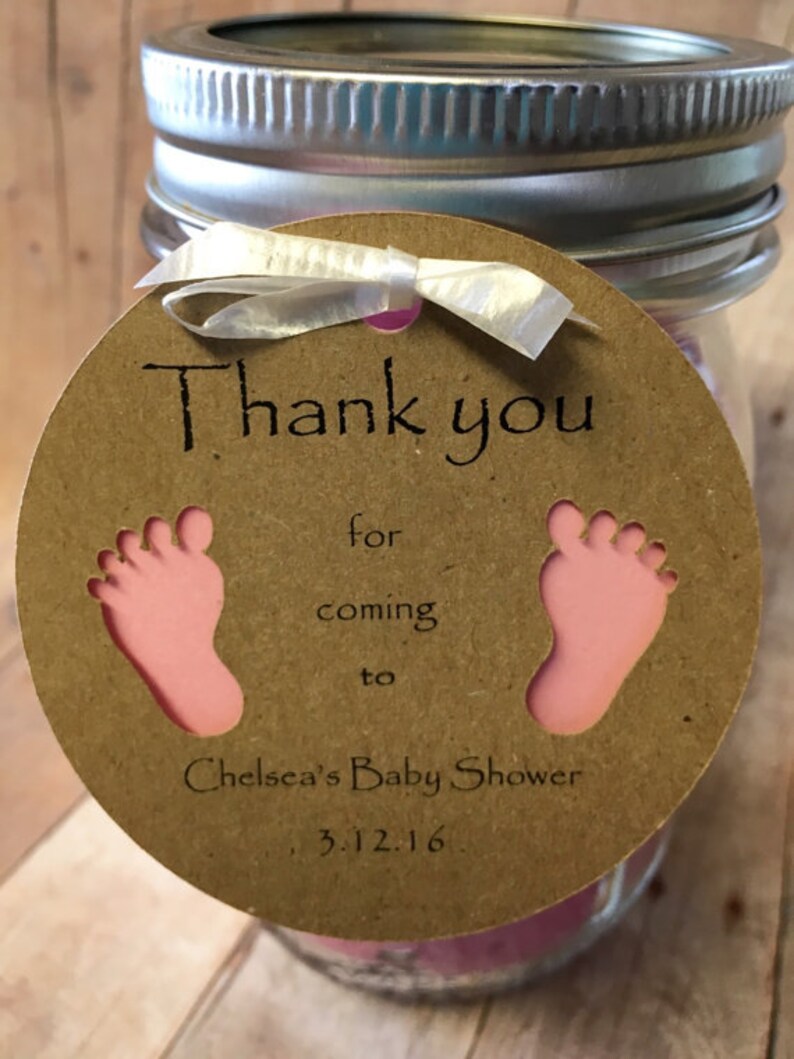 Thank you
for
coming
to
Chelsea's Baby Shower
3.12.16